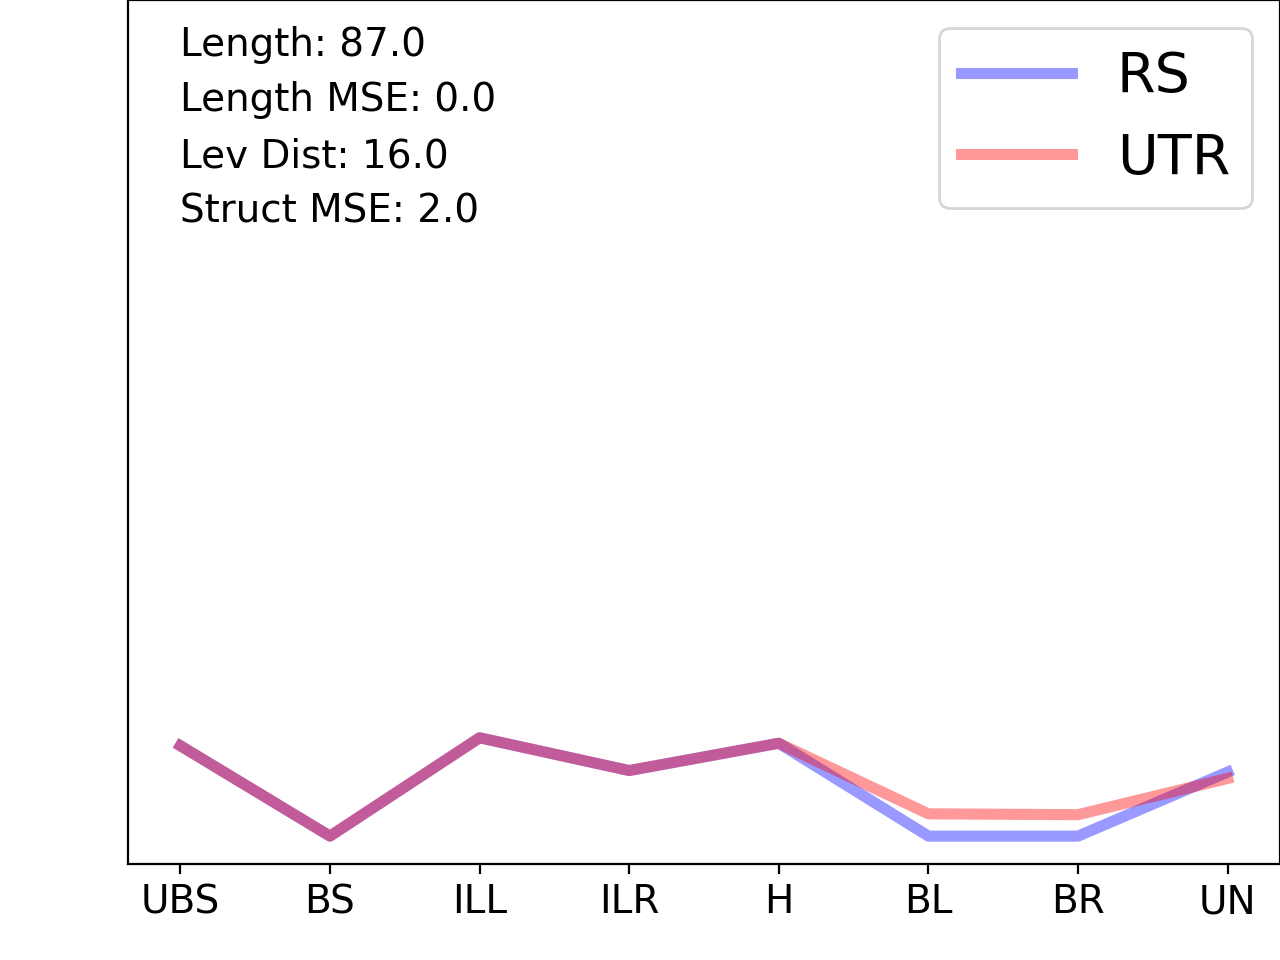 Length: 87.0
Length MSE: 0.0
Lev Dist: 16.0
Struct MSE: 2.0
RS
UTR
UBS BS ILL ILR H BL BR UN